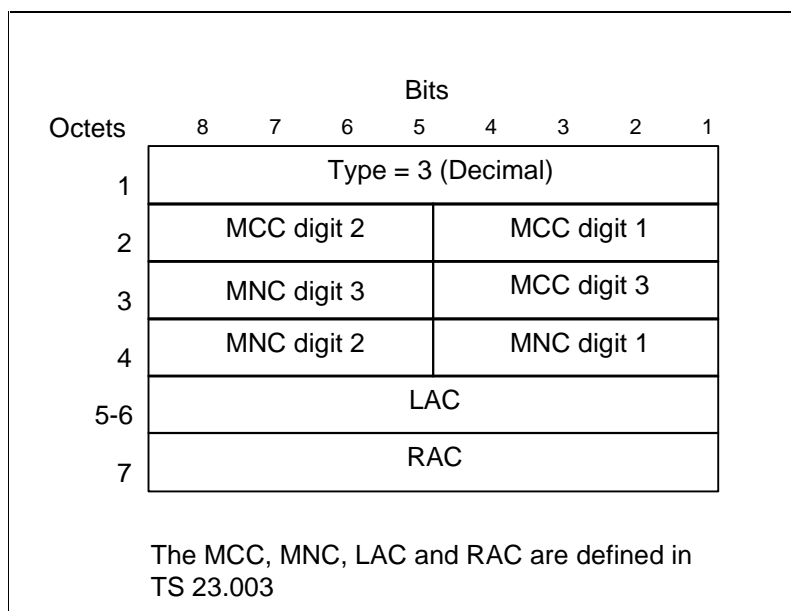 Bits
Octets 8 7 6 5 4 3 2 1
1 Type = 3 (Decimal)
2 MCC digit 2 MCC digit 1
3 MNC digit 3 MCC digit 3
4 MNC digit 2 MNC digit 1
5-6 LAC
7 RAC
The MCC, MNC, LAC and RAC are defined in
TS 23.003